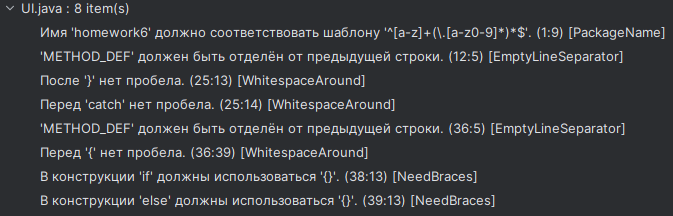 UI.java : 8 item(s)
Имя 'homework6' должно соответствовать шаблону '^[a-z]+(\.[a-z0-9]*)*$'. (1:9) [PackageName]
'METHOD_DEF' должен быть отделён от предыдущей строки. (12:5) [EmptyLineSeparator]
После '}' нет пробела. (25:13) [WhitespaceAround]
Перед 'catch' нет пробела. (25:14) [WhitespaceAround]
'METHOD_DEF' должен быть отделён от предыдущей строки. (36:5) [EmptyLineSeparator]
Перед '{' нет пробела. (36:39) [WhitespaceAround]
В конструкции 'if' должны использоваться '{}'. (38:13) [NeedBraces]
В конструкции 'else' должны использоваться '{}'. (39:13) [NeedBraces]